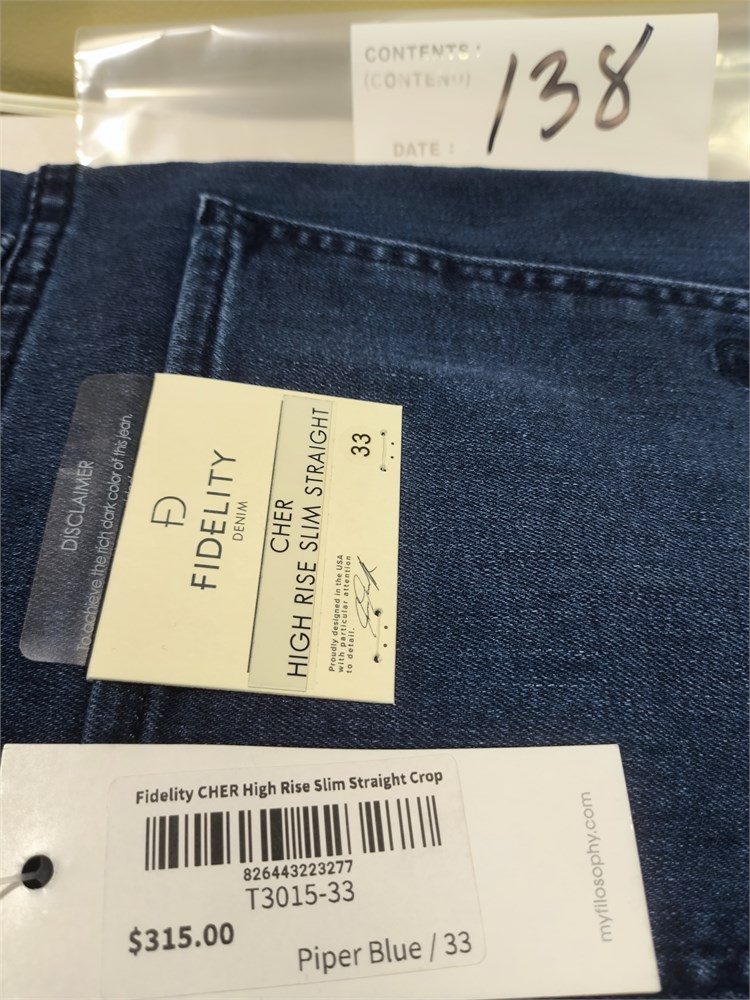 CONTENTS :
(CONTENU)
138
DATE :
DISCLAIMER
To achieve the rich dark color of this jean,
FIDELITY
DENIM
CHER
HIGH RISE SLIM STRAIGHT
33
Proudly designed in the USA
with particular attention
to detail.
Fidelity CHER High Rise Slim Straight Crop
826443223277
T3015-33
$315.00
Piper Blue / 33
myfilosophy.com